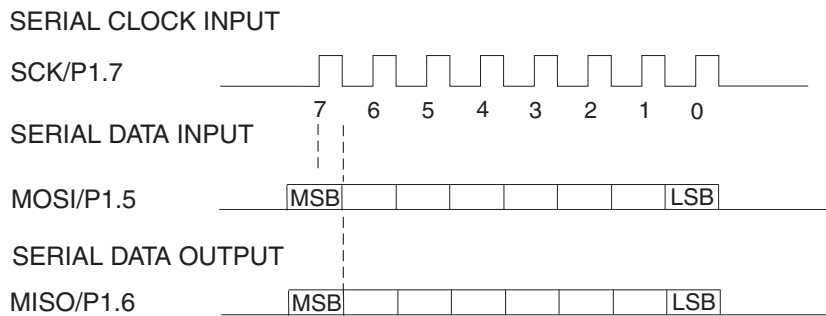 SERIAL CLOCK INPUT
SCK/P1.7
7 6 5 4 3 2 1 0
SERIAL DATA INPUT
MOSI/P1.5 MSB LSB
SERIAL DATA OUTPUT
MISO/P1.6 MSB LSB